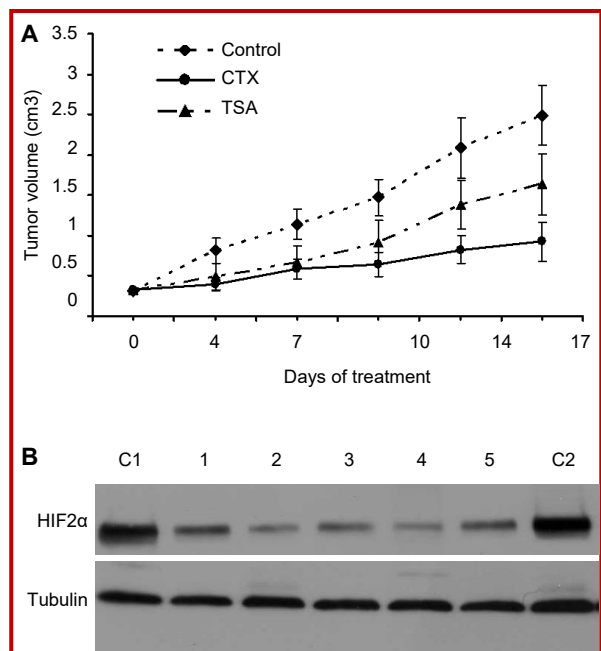 A
3.5
3
2.5
2
1.5
1
0.5
0
Tumor volume (cm3)
Control
CTX
TSA
0 4 7 10 14 17
Days of treatment
B
C1 1 2 3 4 5 C2
HIF2α
Tubulin